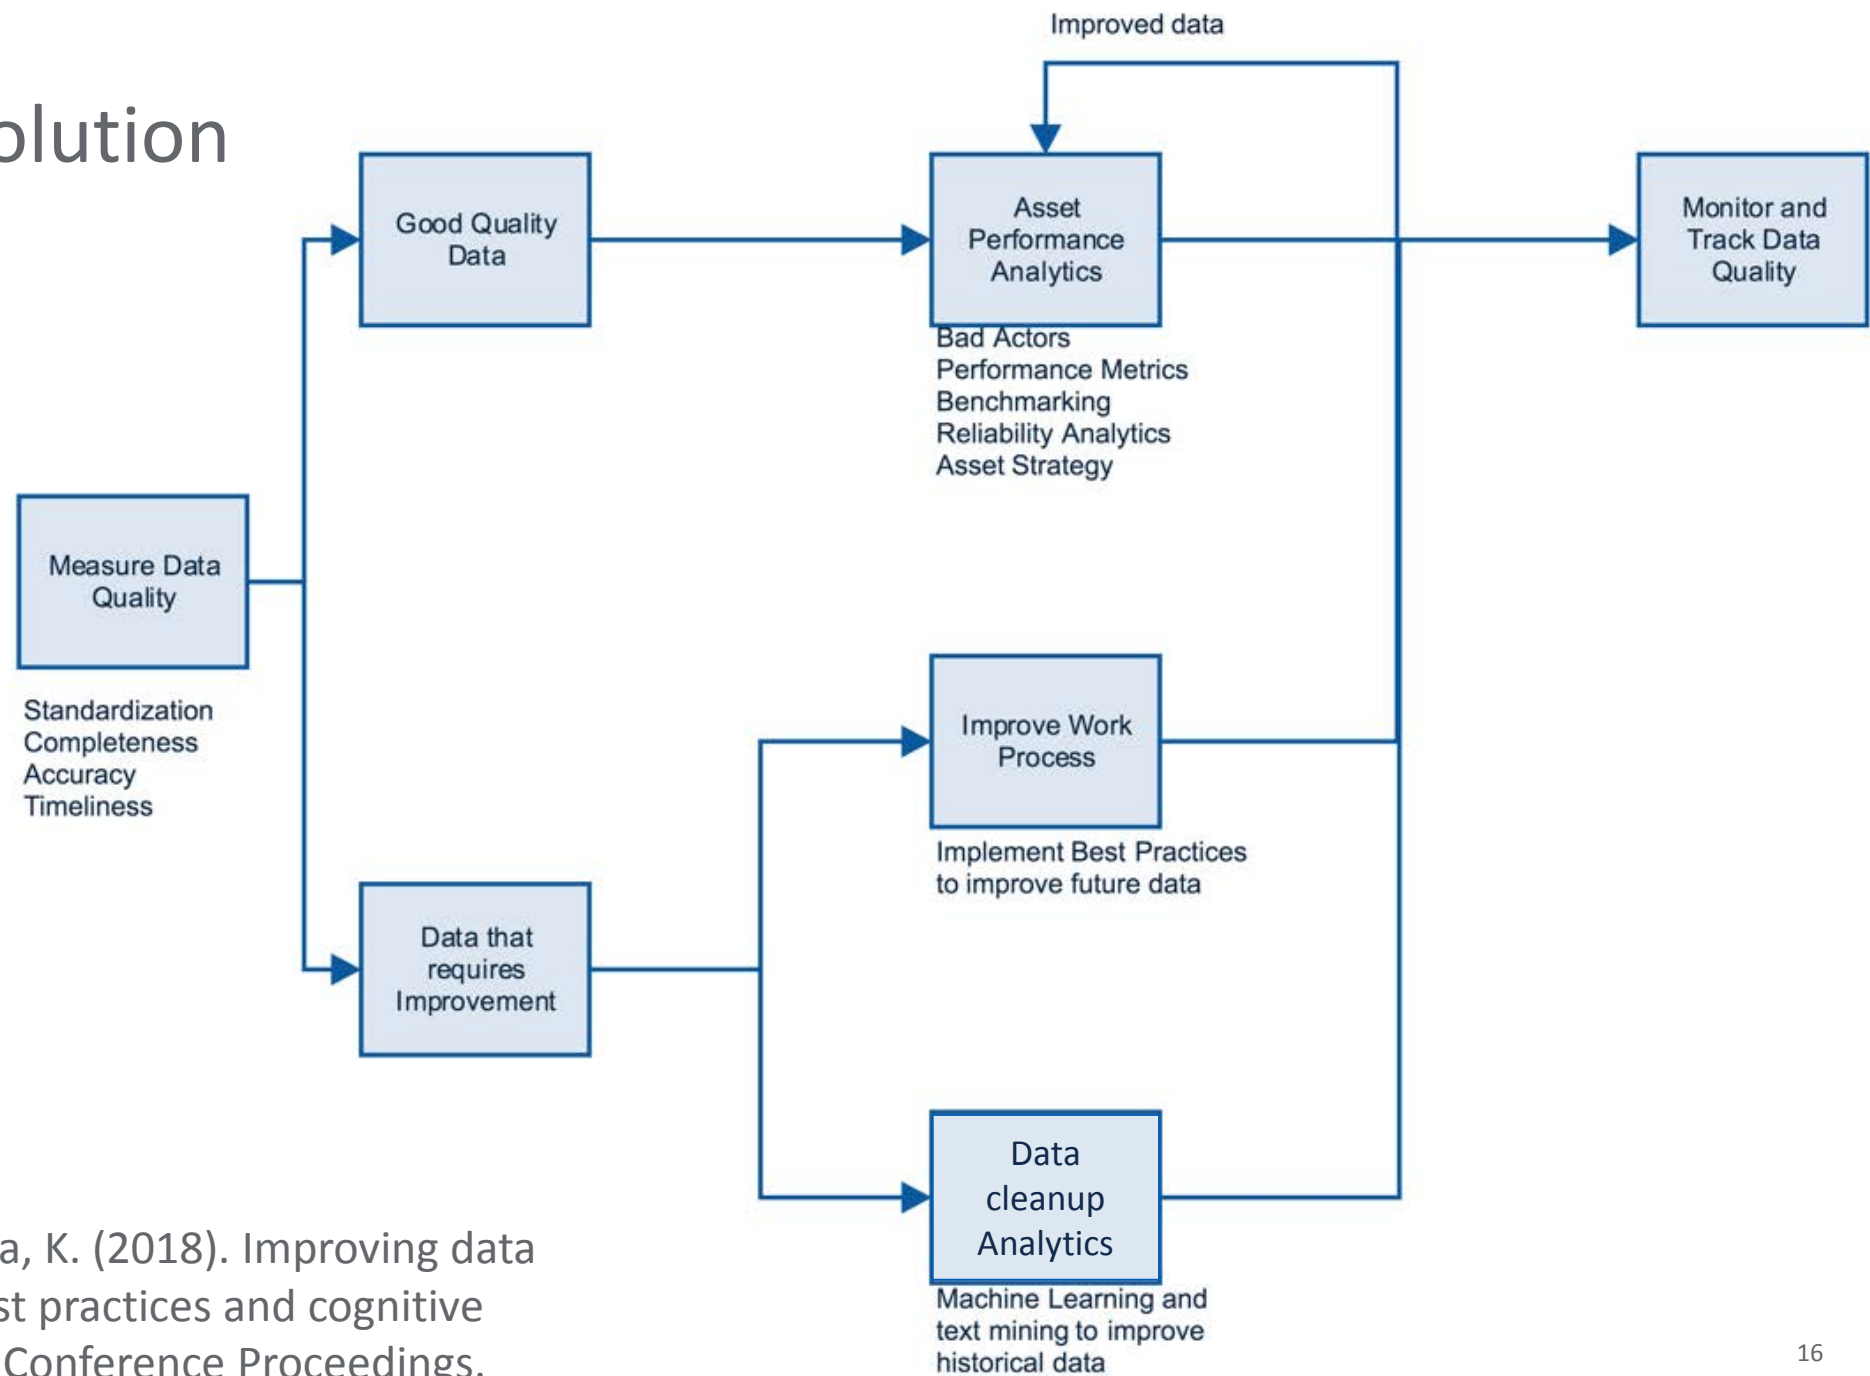 Improved data
olution
Good Quality
Data
Asset
Performance
Analytics
Monitor and
Track Data
Quality
Bad Actors
Performance Metrics
Benchmarking
Reliability Analytics
Asset Strategy
Measure Data
Quality
Standardization
Completeness
Accuracy
Timeliness
Improve Work
Process
Implement Best Practices
to improve future data
Data that
requires
Improvement
Data
cleanup
Analytics
Machine Learning and
text mining to improve
historical data
a, K. (2018). Improving data
st practices and cognitive
Conference Proceedings.
16